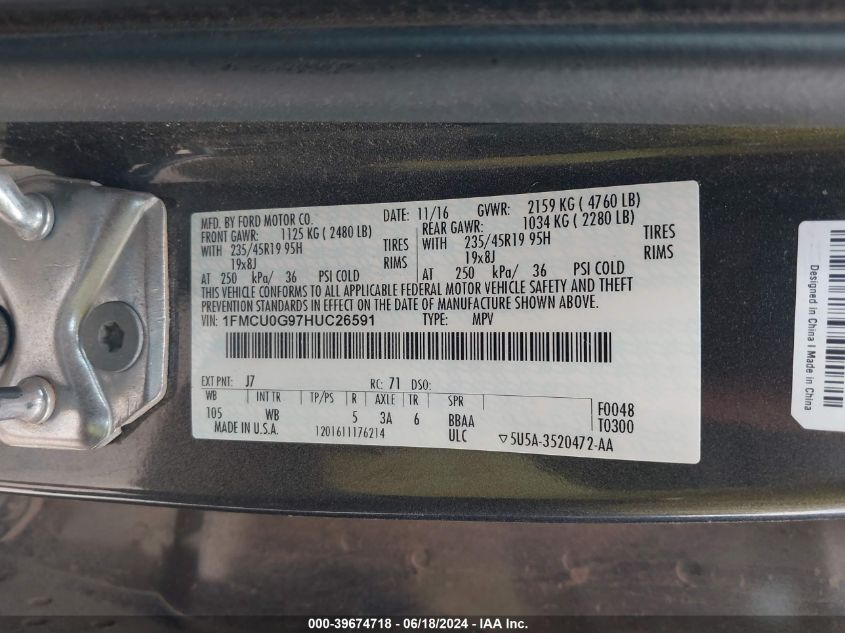 MFD. BY FORD MOTOR CO.
DATE: 11/16 GVWR: 2159 KG ( 4760 LB)
FRONT GAWR: 1125 KG ( 2480 LB)
REAR GAWR: 1034 KG ( 2280 LB)
WITH 235/45R19 95H TIRES
WITH 235/45R19 95H TIRES
19x8J RIMS
19x8J RIMS
AT 250 kPa/ 36 PSI COLD
AT 250 kPa/ 36 PSI COLD
THIS VEHICLE CONFORMS TO ALL APPLICABLE FEDERAL MOTOR VEHICLE SAFETY AND THEFT
PREVENTION STANDARDS IN EFFECT ON THE DATE OF MANUFACTURE SHOWN ABOVE.
VIN: 1FMCU0G97HUC26591 TYPE: MPV
EXT PNT: J7 RC: 71 DSO:
WB INT TR TP/PS R AXLE TR SPR
105 WB 5 3A 6 BBAA
F0048
T0300
MADE IN U.S.A. 1201611176214 ULC ▽5U5A-3520472-AA
Designed in China I Made in China
000-39674718 - 06/18/2024 - IAA Inc.